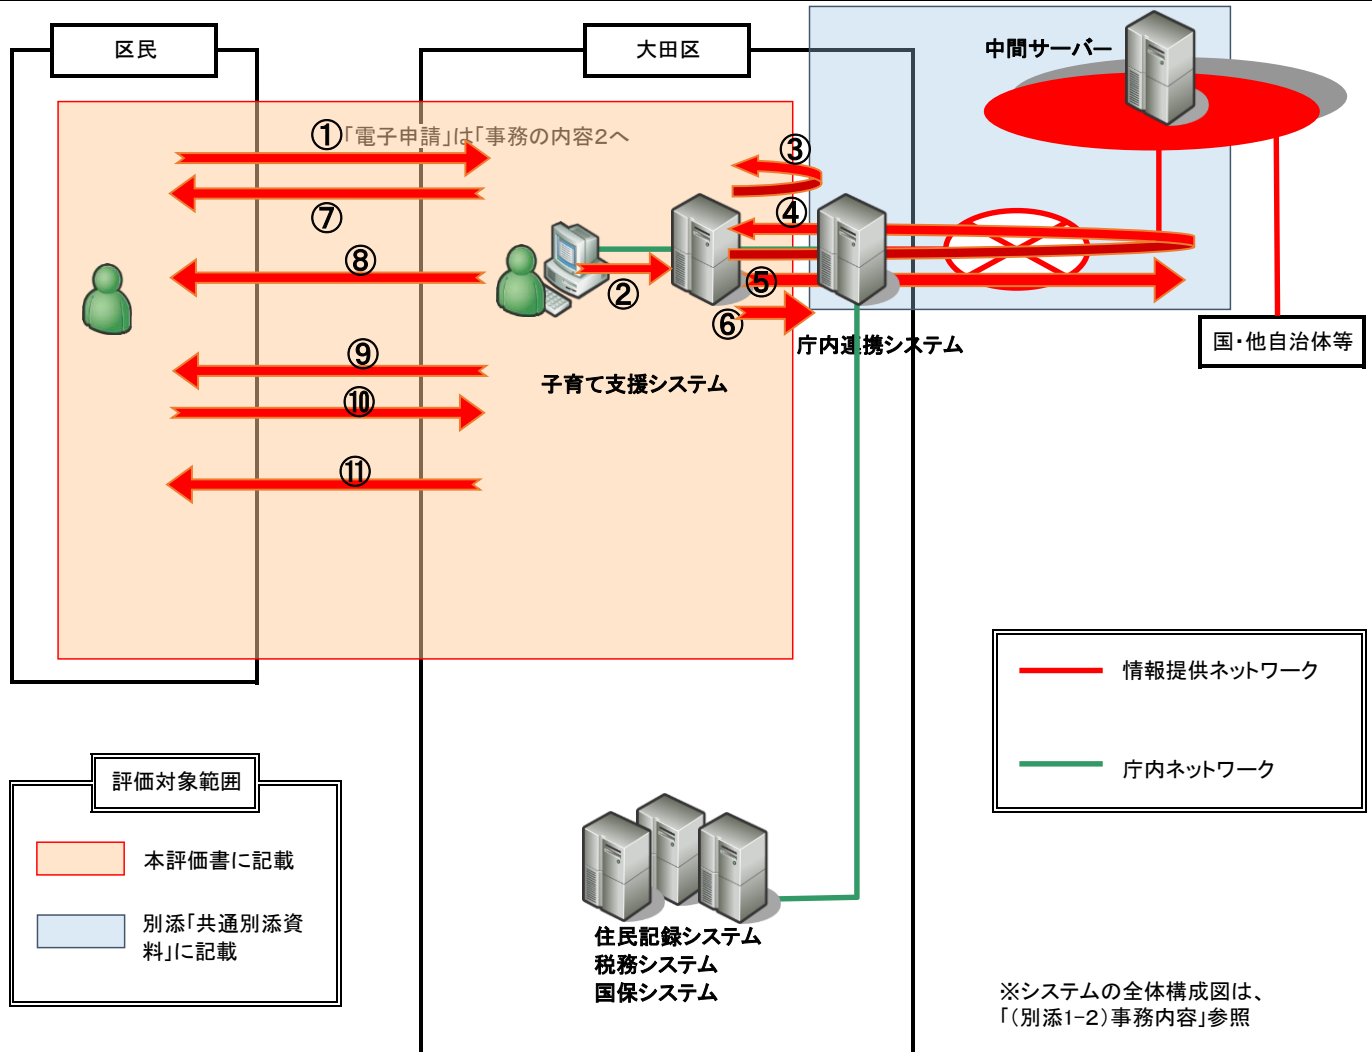 区民
大田区
中間サーバー
①「電子申請」は「事務の内容2へ
③
⑦
④
⑧
②
⑤
⑥
庁内連携システム
国・他自治体等
⑨
子育て支援システム
⑩
⑪
情報提供ネットワーク
庁内ネットワーク
評価対象範囲
本評価書に記載
別添「共通別添資
料」に記載
住民記録システム
税務システム
国保システム
※システムの全体構成図は、
「(別添1-2)事務内容」参照